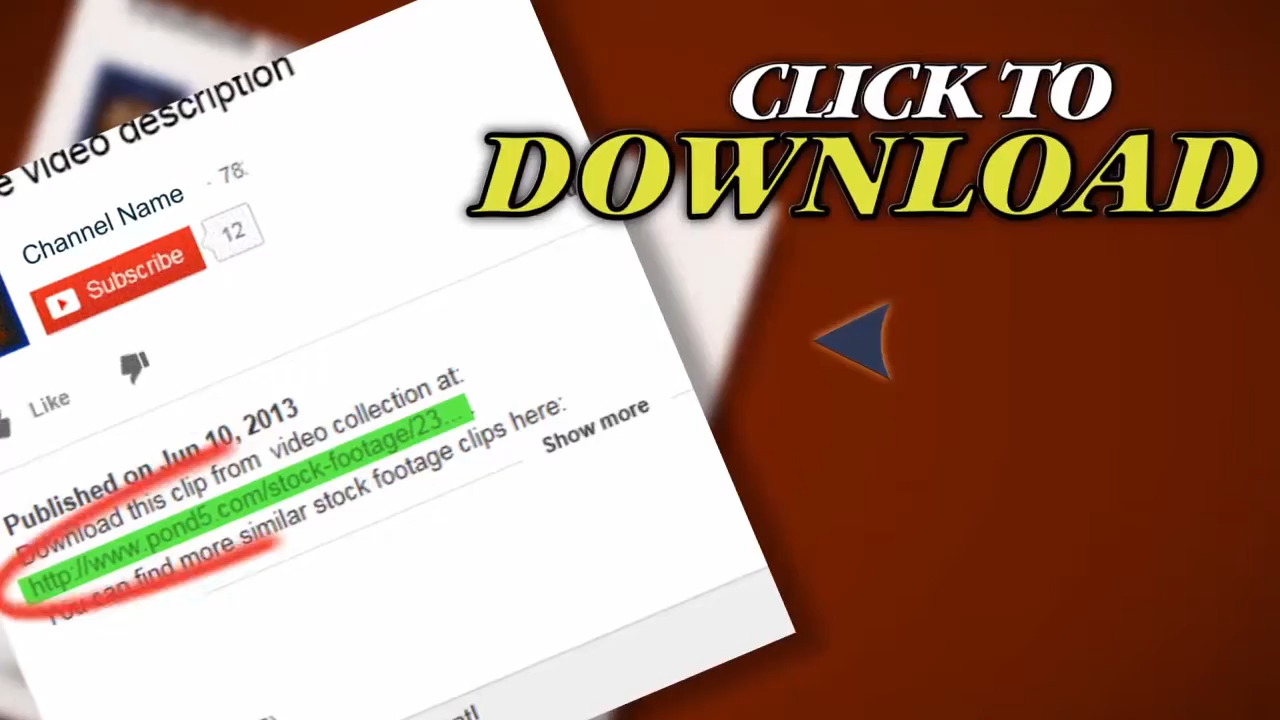 CLICK TO
DOWNLOAD
video description
Channel Name
78
Subscribe
12
Like
Published on Jun 10, 2013
Download this clip from video collection at:
http://www.pond5.com/stock-footage/23...
You can find more similar stock footage clips here:
Show more